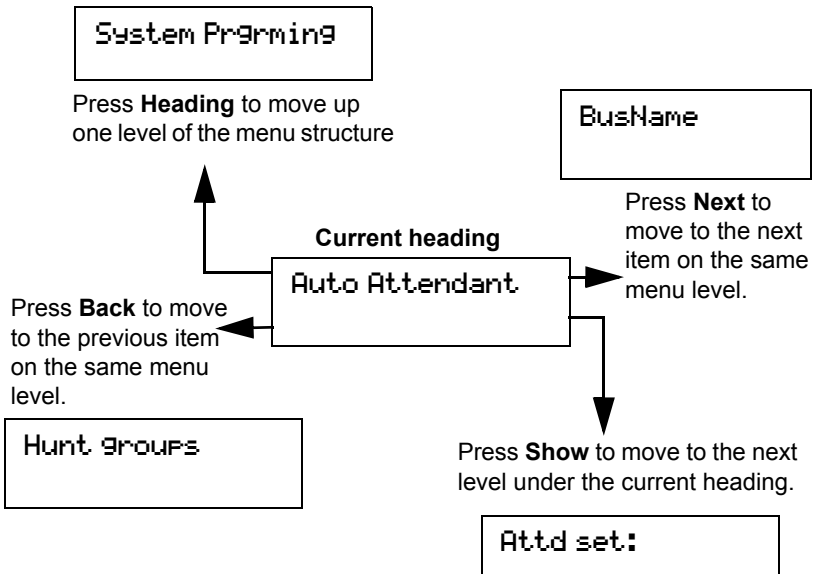 System Prgrming
Press Heading to move up
one level of the menu structure
BusName
Press Next to
move to the next
item on the same
menu level.
Current heading
Auto Attendant
Press Back to move
to the previous item
on the same menu
level.
Hunt groups
Press Show to move to the next
level under the current heading.
Attd set: